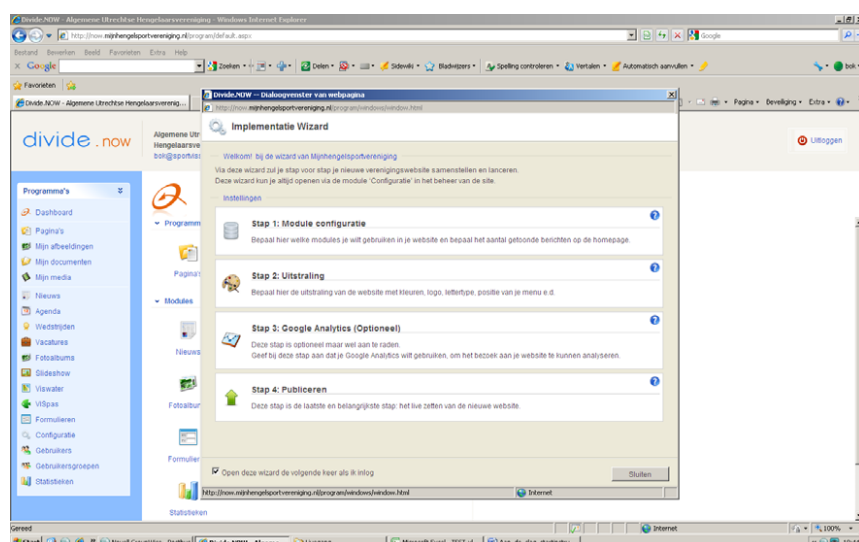 Divide.NOW - Algemene Utrechtse Hengelaarsvereniging - Windows Internet Explorer
http://now.mijnhengelsportvereniging.nl/program/default.aspx
Google
Bestand Bewerken Beeld Favorieten Extra Help
Google
Zoeken
Delen
Sidewiki
Bladwijzers
Spelling controleren
Vertalen
Automatisch aanvullen
bok
Favorieten
Divide.NOW - Algemene Utrechtse Hengelaarsverenig...
Pagina Beveiliging Extra
divide.now
Algemene Utr
Hengelaarsve
bok@sportvis
Uitloggen
Programma's
Dashboard
Pagina's
Mijn afbeeldingen
Mijn documenten
Mijn media
Nieuws
Agenda
Wedstrijden
Vacatures
Fotoalbums
Slideshow
Viswater
VISpas
Formulieren
Configuratie
Gebruikers
Gebruikersgroepen
Statistieken
Programm
Pagina's
Modules
Nieuws
Fotoalbur
Formulier
Statistieken
Divide.NOW -- Dialoogvenster van webpagina
http://now.mijnhengelsportvereniging.nl/program/windows/window.html
Implementatie Wizard
Welkom! bij de wizard van Mijnhengelsportvereniging
Via deze wizard zul je stap voor stap je nieuwe verenigingswebsite samenstellen en lanceren.
Deze wizard kun je altijd openen via de module 'Configuratie' in het beheer van de site.
Instellingen
Stap 1: Module configuratie
Bepaal hier welke modules je wilt gebruiken in je website en bepaal het aantal getoonde berichten op de homepage.
Stap 2: Uitstraling
Bepaal hier de uitstraling van de website met kleuren, logo, lettertype, positie van je menu e.d.
Stap 3: Google Analytics (Optioneel)
Deze stap is optioneel maar wel aan te raden.
Geef bij deze stap aan dat je Google Analytics wilt gebruiken, om het bezoek aan je website te kunnen analyseren.
Stap 4: Publiceren
Deze stap is de laatste en belangrijkste stap: het live zetten van de nieuwe website.
Open deze wizard de volgende keer als ik inlog
Sluiten
http://now.mijnhengelsportvereniging.nl/program/windows/window.html
Internet
Gereed
Internet
100%